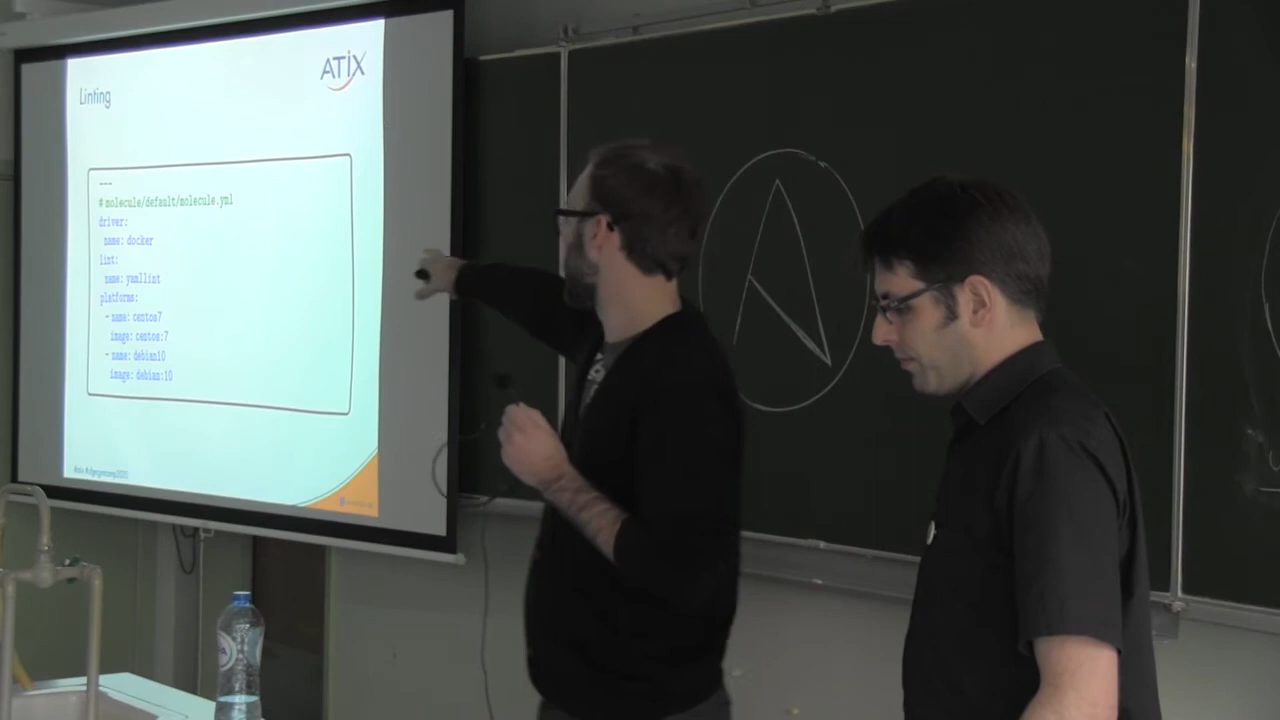 ATIX
Linting
---
# molecule/default/molecule.yml
driver:
name: docker
lint:
name: yamllint
platforms:
- name: centos7
image: centos:7
- name: debian10
image: debian:10